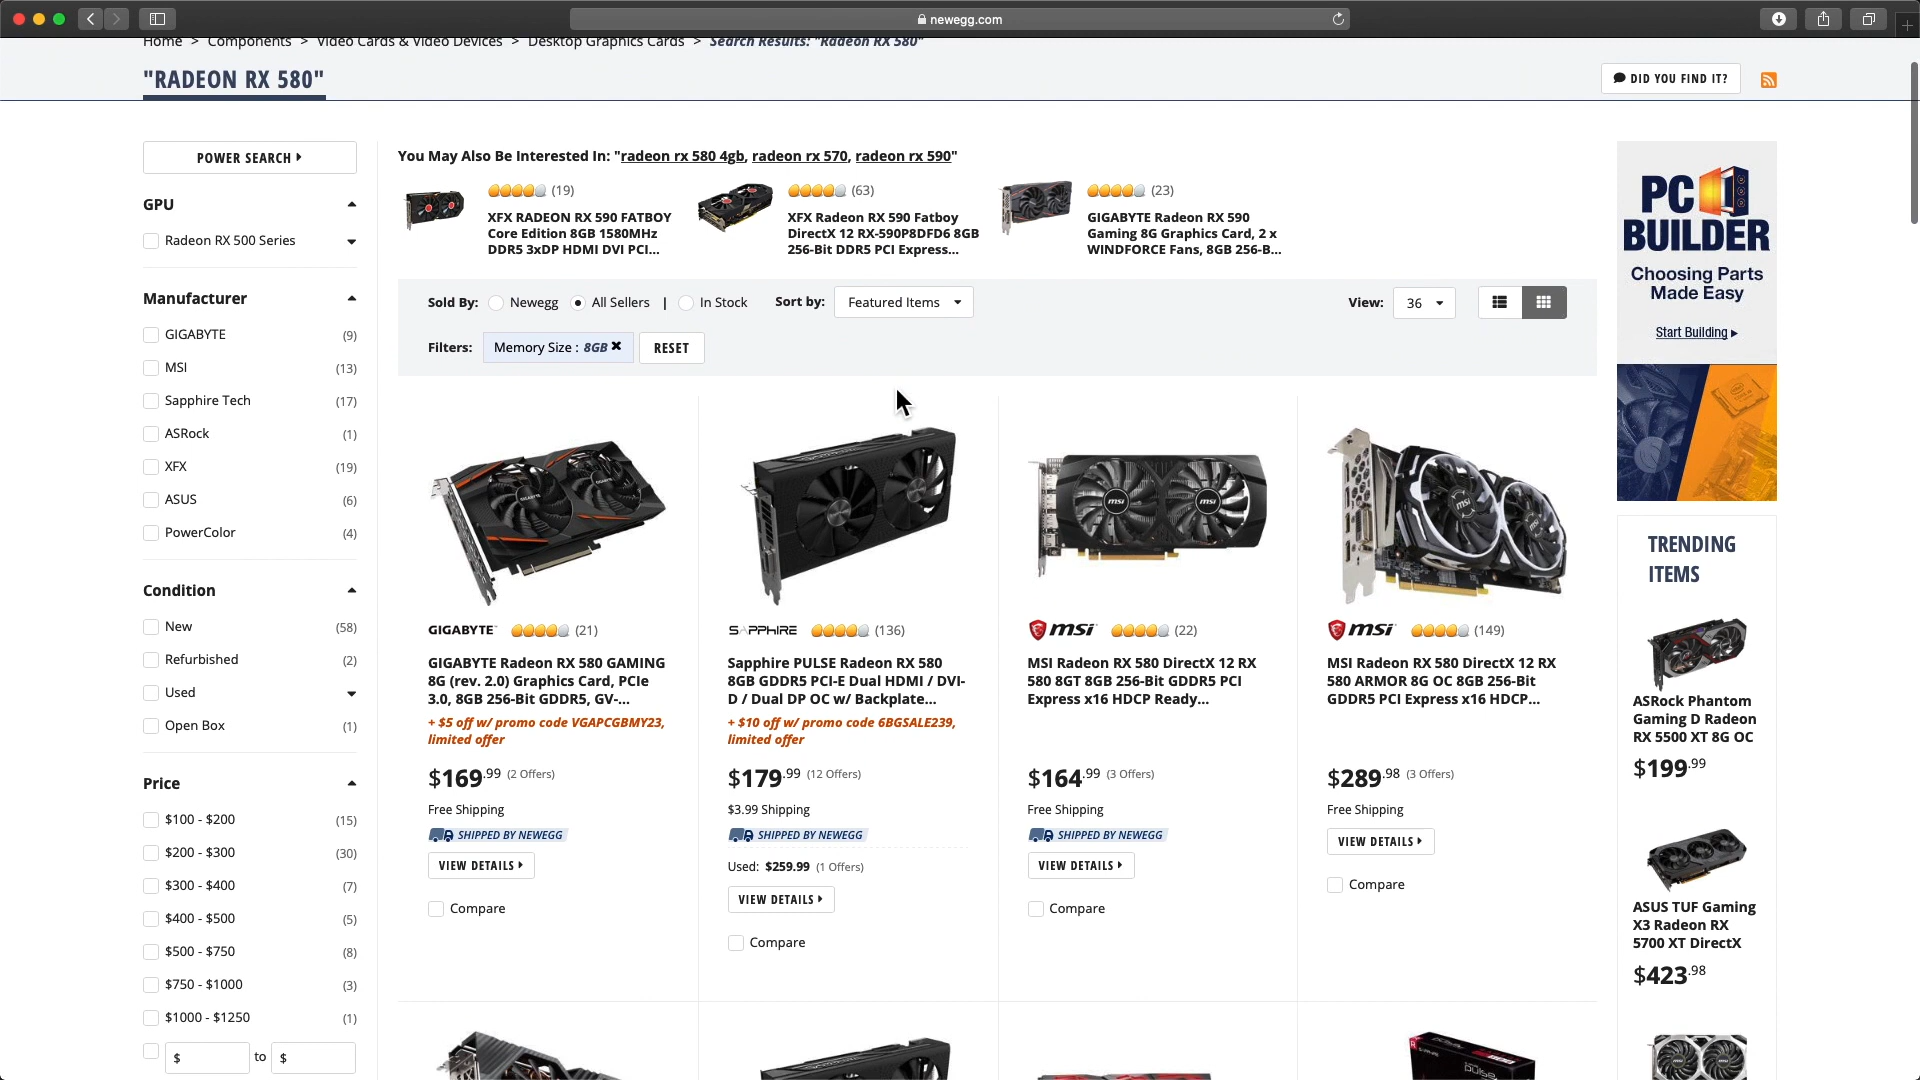 newegg.com
Home > Components > Video Cards & Video Devices > Desktop Graphics Cards > Search Results: "Radeon RX 580"
"RADEON RX 580"
DID YOU FIND IT?
POWER SEARCH
GPU
Radeon RX 500 Series
Manufacturer
GIGABYTE (9)
MSI (13)
Sapphire Tech (17)
ASRock (1)
XFX (19)
ASUS (6)
PowerColor (4)
Condition
New (58)
Refurbished (2)
Used
Open Box (1)
Price
$100 - $200 (15)
$200 - $300 (30)
$300 - $400 (7)
$400 - $500 (5)
$500 - $750 (8)
$750 - $1000 (3)
$1000 - $1250 (1)
$ to $
You May Also Be Interested In: "radeon rx 580 4gb, radeon rx 570, radeon rx 590"
(19)
XFX RADEON RX 590 FATBOY
Core Edition 8GB 1580MHz
DDR5 3xDP HDMI DVI PCI...
(63)
XFX Radeon RX 590 Fatboy
DirectX 12 RX-590P8DFD6 8GB
256-Bit DDR5 PCI Express...
(23)
GIGABYTE Radeon RX 590
Gaming 8G Graphics Card, 2 x
WINDFORCE Fans, 8GB 256-B...
Sold By: Newegg All Sellers | In Stock Sort by: Featured Items View: 36
Filters: Memory Size : 8GB RESET
GIGABYTE (21)
GIGABYTE Radeon RX 580 GAMING
8G (rev. 2.0) Graphics Card, PCIe
3.0, 8GB 256-Bit GDDR5, GV-...
+ $5 off w/ promo code VGAPCGBMY23,
limited offer
$169.99 (2 Offers)
Free Shipping
SHIPPED BY NEWEGG
VIEW DETAILS
Compare
SAPPHIRE (136)
Sapphire PULSE Radeon RX 580
8GB GDDR5 PCI-E Dual HDMI / DVI-
D / Dual DP OC w/ Backplate...
+ $10 off w/ promo code 6BGSALE239,
limited offer
$179.99 (12 Offers)
$3.99 Shipping
SHIPPED BY NEWEGG
Used: $259.99 (1 Offers)
VIEW DETAILS
Compare
msi msi
msi (22)
MSI Radeon RX 580 DirectX 12 RX
580 8GT 8GB 256-Bit GDDR5 PCI
Express x16 HDCP Ready...
$164.99 (3 Offers)
Free Shipping
SHIPPED BY NEWEGG
VIEW DETAILS
Compare
msi (149)
MSI Radeon RX 580 DirectX 12 RX
580 ARMOR 8G OC 8GB 256-Bit
GDDR5 PCI Express x16 HDCP...
$289.98 (3 Offers)
Free Shipping
VIEW DETAILS
Compare
PC
BUILDER
Choosing Parts
Made Easy
Start Building
TRENDING
ITEMS
ASRock Phantom
Gaming D Radeon
RX 5500 XT 8G OC
$199.99
ASUS TUF Gaming
X3 Radeon RX
5700 XT DirectX
$423.98